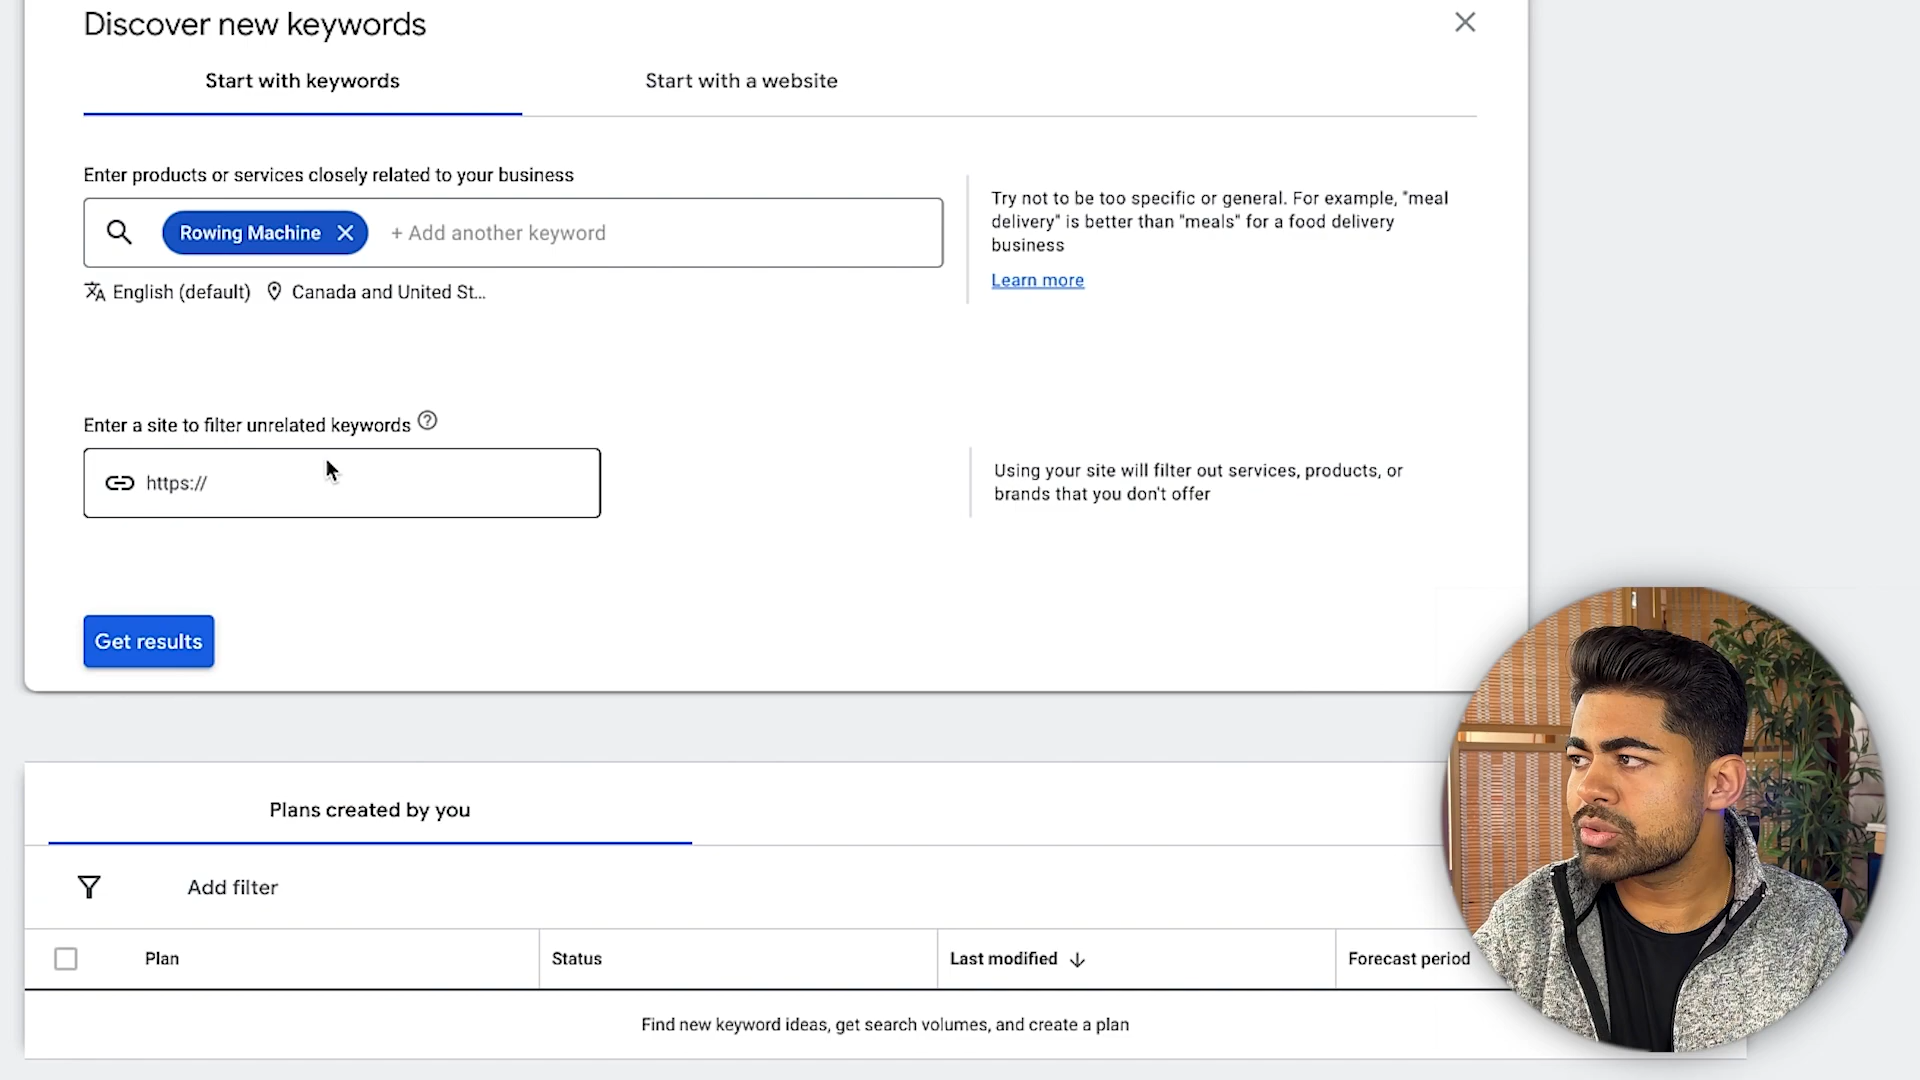 Discover new keywords
Start with keywords
Start with a website
Enter products or services closely related to your business
Rowing Machine
+ Add another keyword
English (default)
Canada and United St...
Try not to be too specific or general. For example, "meal
delivery" is better than "meals" for a food delivery
business
Learn more
Enter a site to filter unrelated keywords
https://
Using your site will filter out services, products, or
brands that you don't offer
Get results
Plans created by you
Add filter
Plan
Status
Last modified
Forecast period
Find new keyword ideas, get search volumes, and create a plan